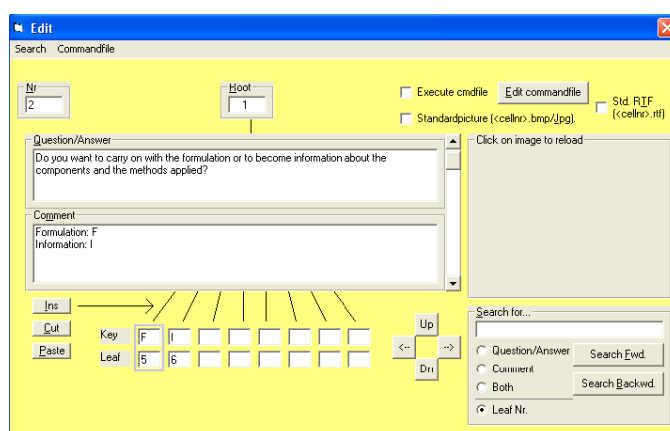 Edit
Search Commandfile
Nr
2
Root
1
Execute cmdfile
Edit commandfile
Standardpicture (<cellnr>.bmp/Jpg).
Std. RTF
(<cellnr>.rtf)
Question/Answer
Do you want to carry on with the formulation or to become information about the
components and the methods applied?
Click on image to reload
Comment
Formulation: F
Information: I
Ins
Cut
Paste
Key F I
Leaf 5 6
Up
<-- -->
Dn
Search for...
Question/Answer
Comment
Both
Leaf Nr.
Search Fwd.
Search Backwd.